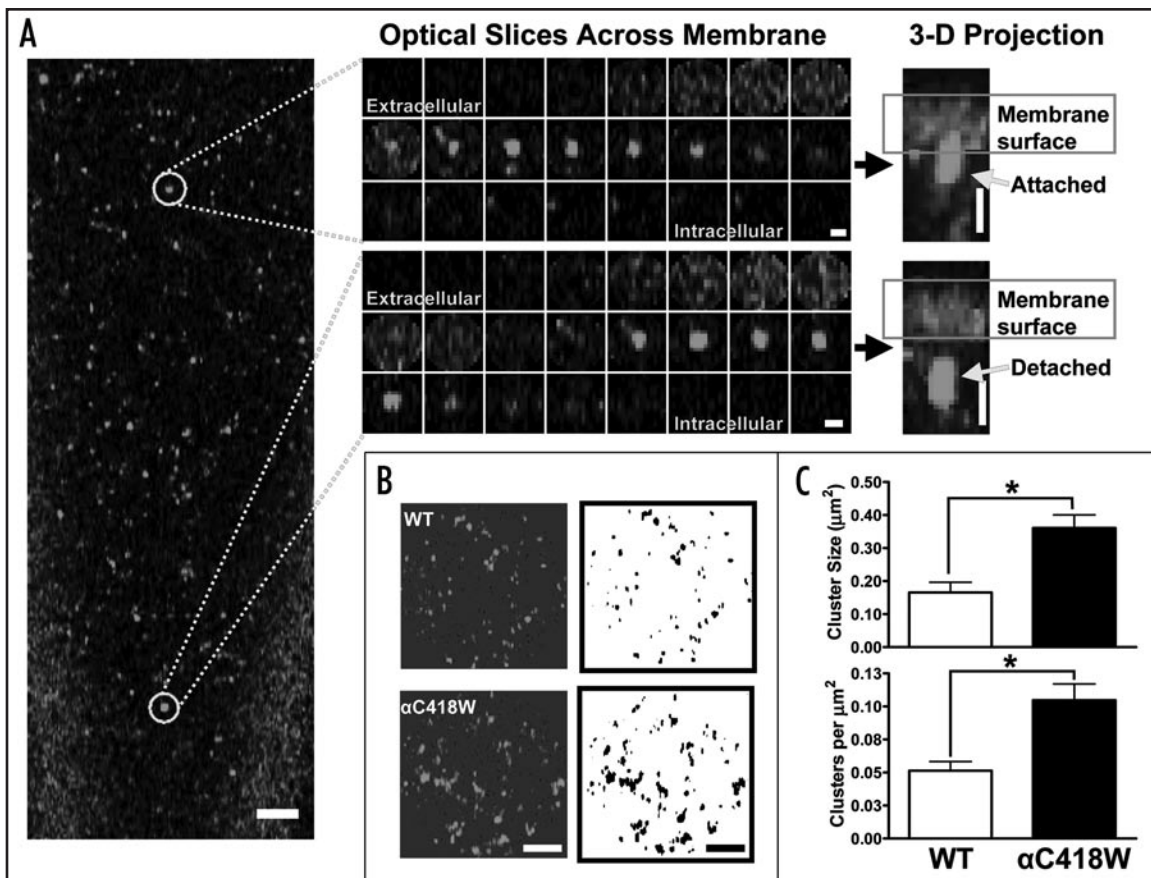 A
Optical Slices Across Membrane
3-D Projection
Extracellular
Intracellular
Membrane
surface
Attached
Extracellular
Intracellular
Membrane
surface
Detached
B
WT
αC418W
C
*
Cluster Size (μm²)
0.50
0.40
0.30
0.20
0.10
0.00
*
Clusters per μm²
0.13
0.10
0.08
0.05
0.03
0.00
WT
αC418W